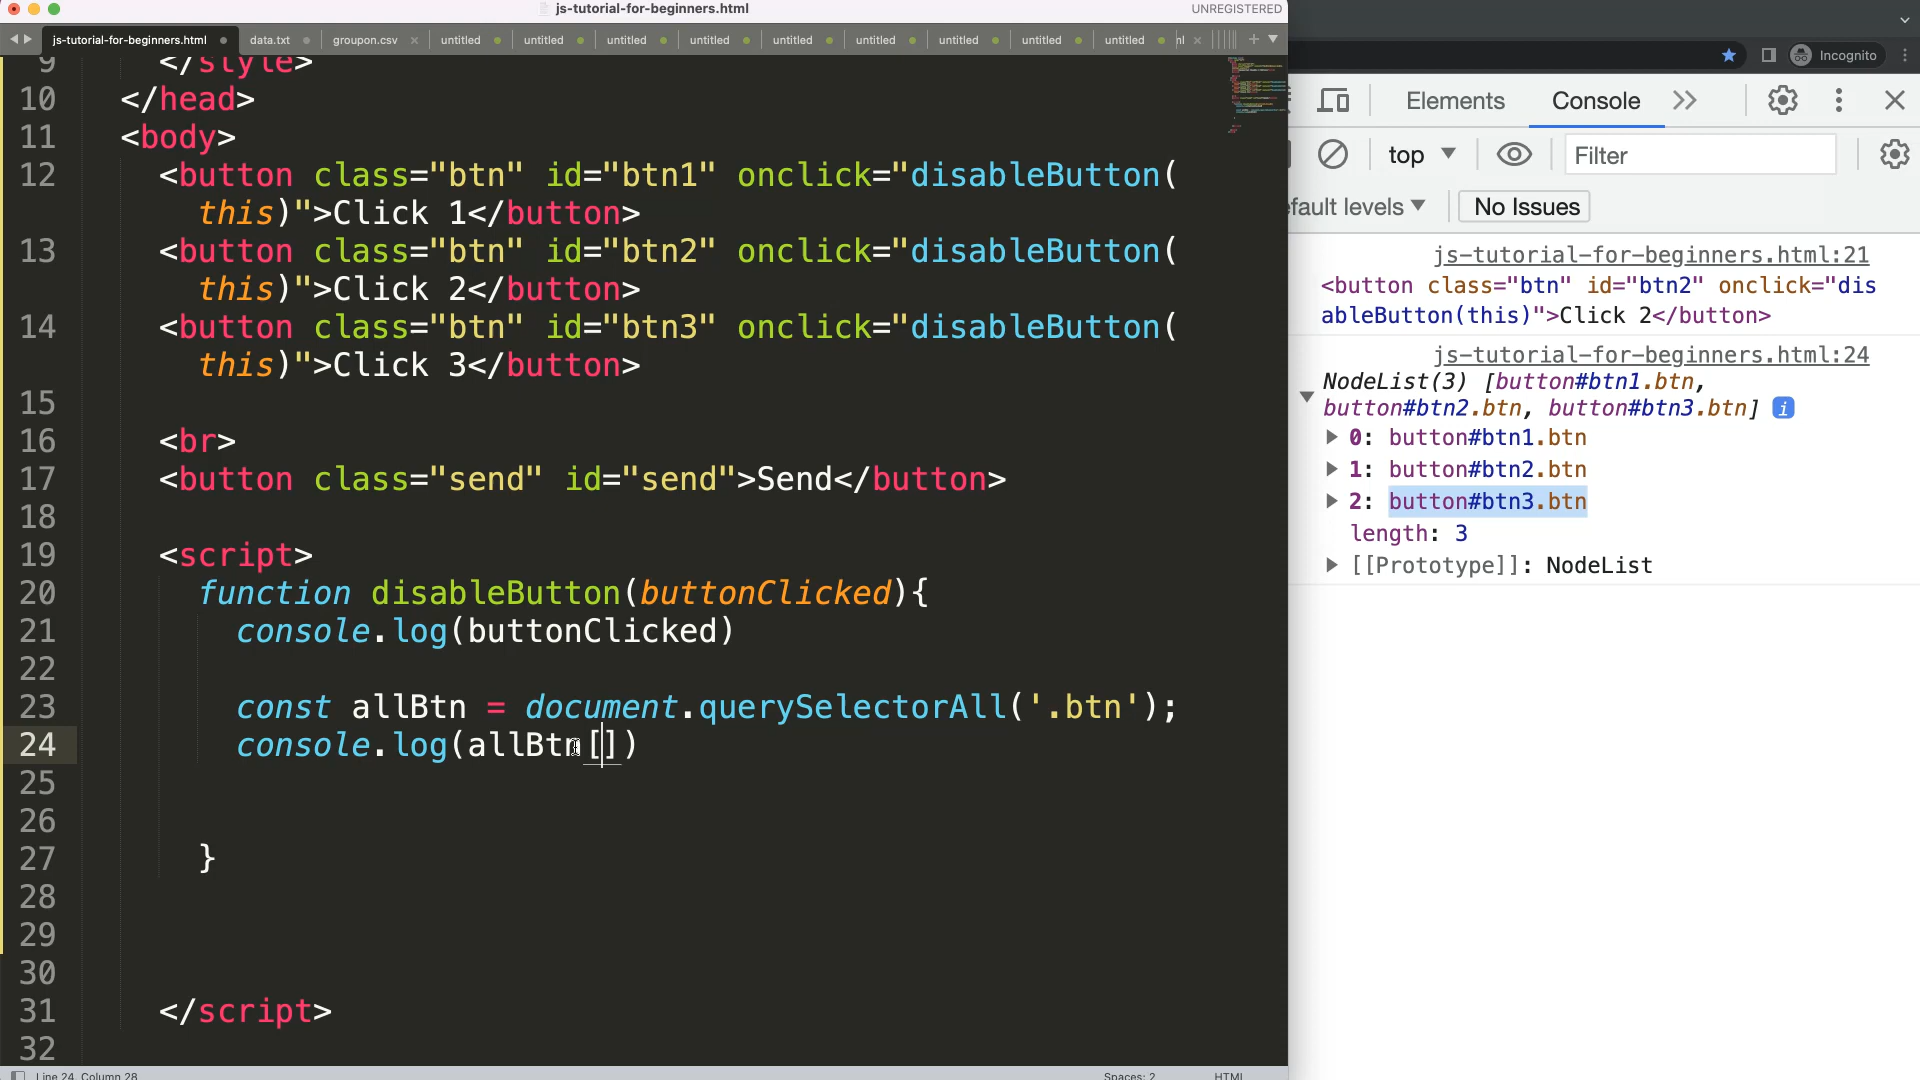 js-tutorial-for-beginners.html
UNREGISTERED
js-tutorial-for-beginners.html data.txt groupon.csv untitled untitled untitled untitled untitled untitled untitled untitled untitled
9 </style>
10 </head>
11 <body>
12 <button class="btn" id="btn1" onclick="disableButton(
this)">Click 1</button>
13 <button class="btn" id="btn2" onclick="disableButton(
this)">Click 2</button>
14 <button class="btn" id="btn3" onclick="disableButton(
this)">Click 3</button>
15
16 <br>
17 <button class="send" id="send">Send</button>
18
19 <script>
20 function disableButton(buttonClicked){
21 console.log(buttonClicked)
22
23 const allBtn = document.querySelectorAll('.btn');
24 console.log(allBtn[])
25
26
27 }
28
29
30
31 </script>
32
Line 24, Column 28
Spaces: 2
HTML
Incognito
Elements Console
top
Filter
efault levels
No Issues
js-tutorial-for-beginners.html:21
<button class="btn" id="btn2" onclick="dis
ableButton(this)">Click 2</button>
js-tutorial-for-beginners.html:24
NodeList(3) [button#btn1.btn,
button#btn2.btn, button#btn3.btn] i
0: button#btn1.btn
1: button#btn2.btn
2: button#btn3.btn
length: 3
[[Prototype]]: NodeList